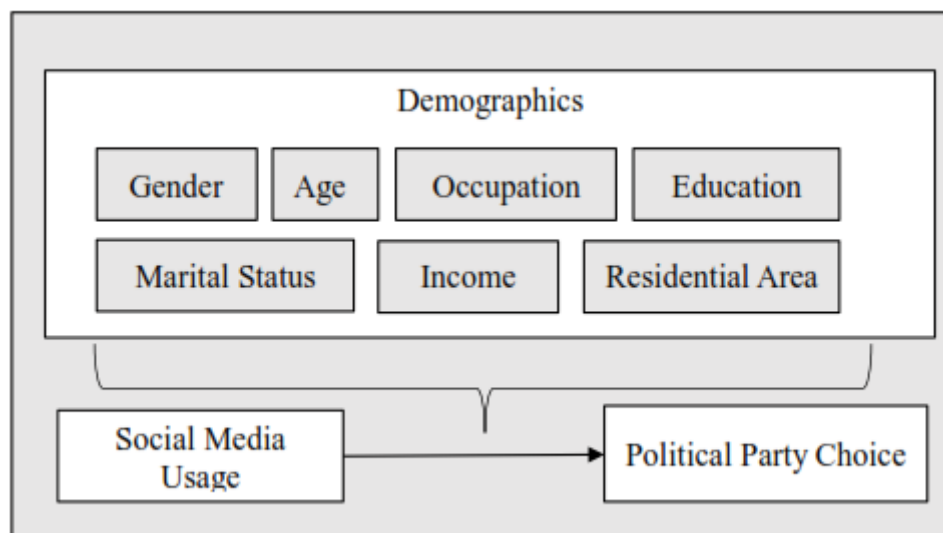 Demographics
Gender Age Occupation Education
Marital Status Income Residential Area
Social Media
Usage
Political Party Choice